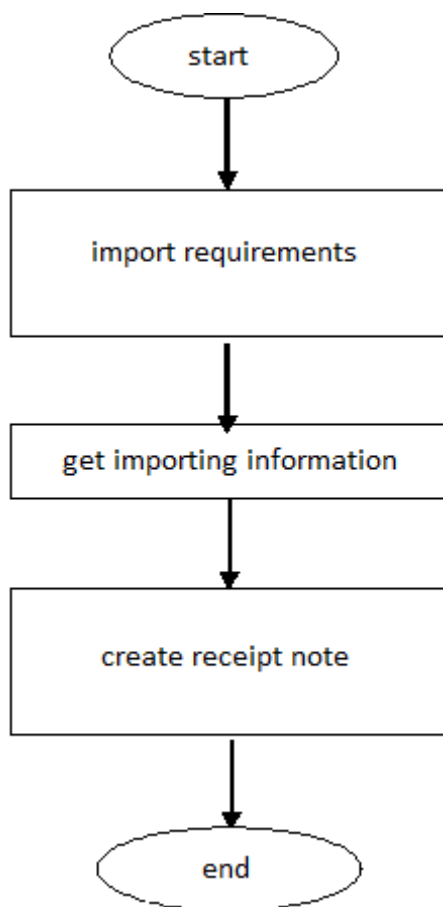 start
import requirements
get importing information
create receipt note
end